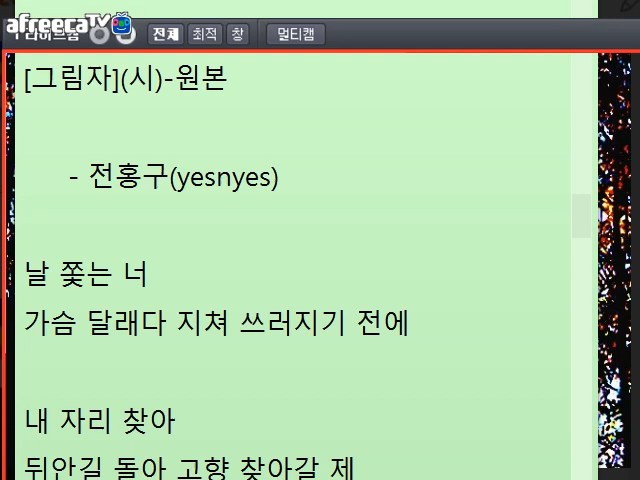 afreecaTV
전체 최적 창 멀티캠
[그림자](시)-원본
- 전홍구(yesnyes)
날 쫓는 너
가슴 달래다 지쳐 쓰러지기 전에
내 자리 찾아
뒤안길 돌아 고향 찾아갈 제